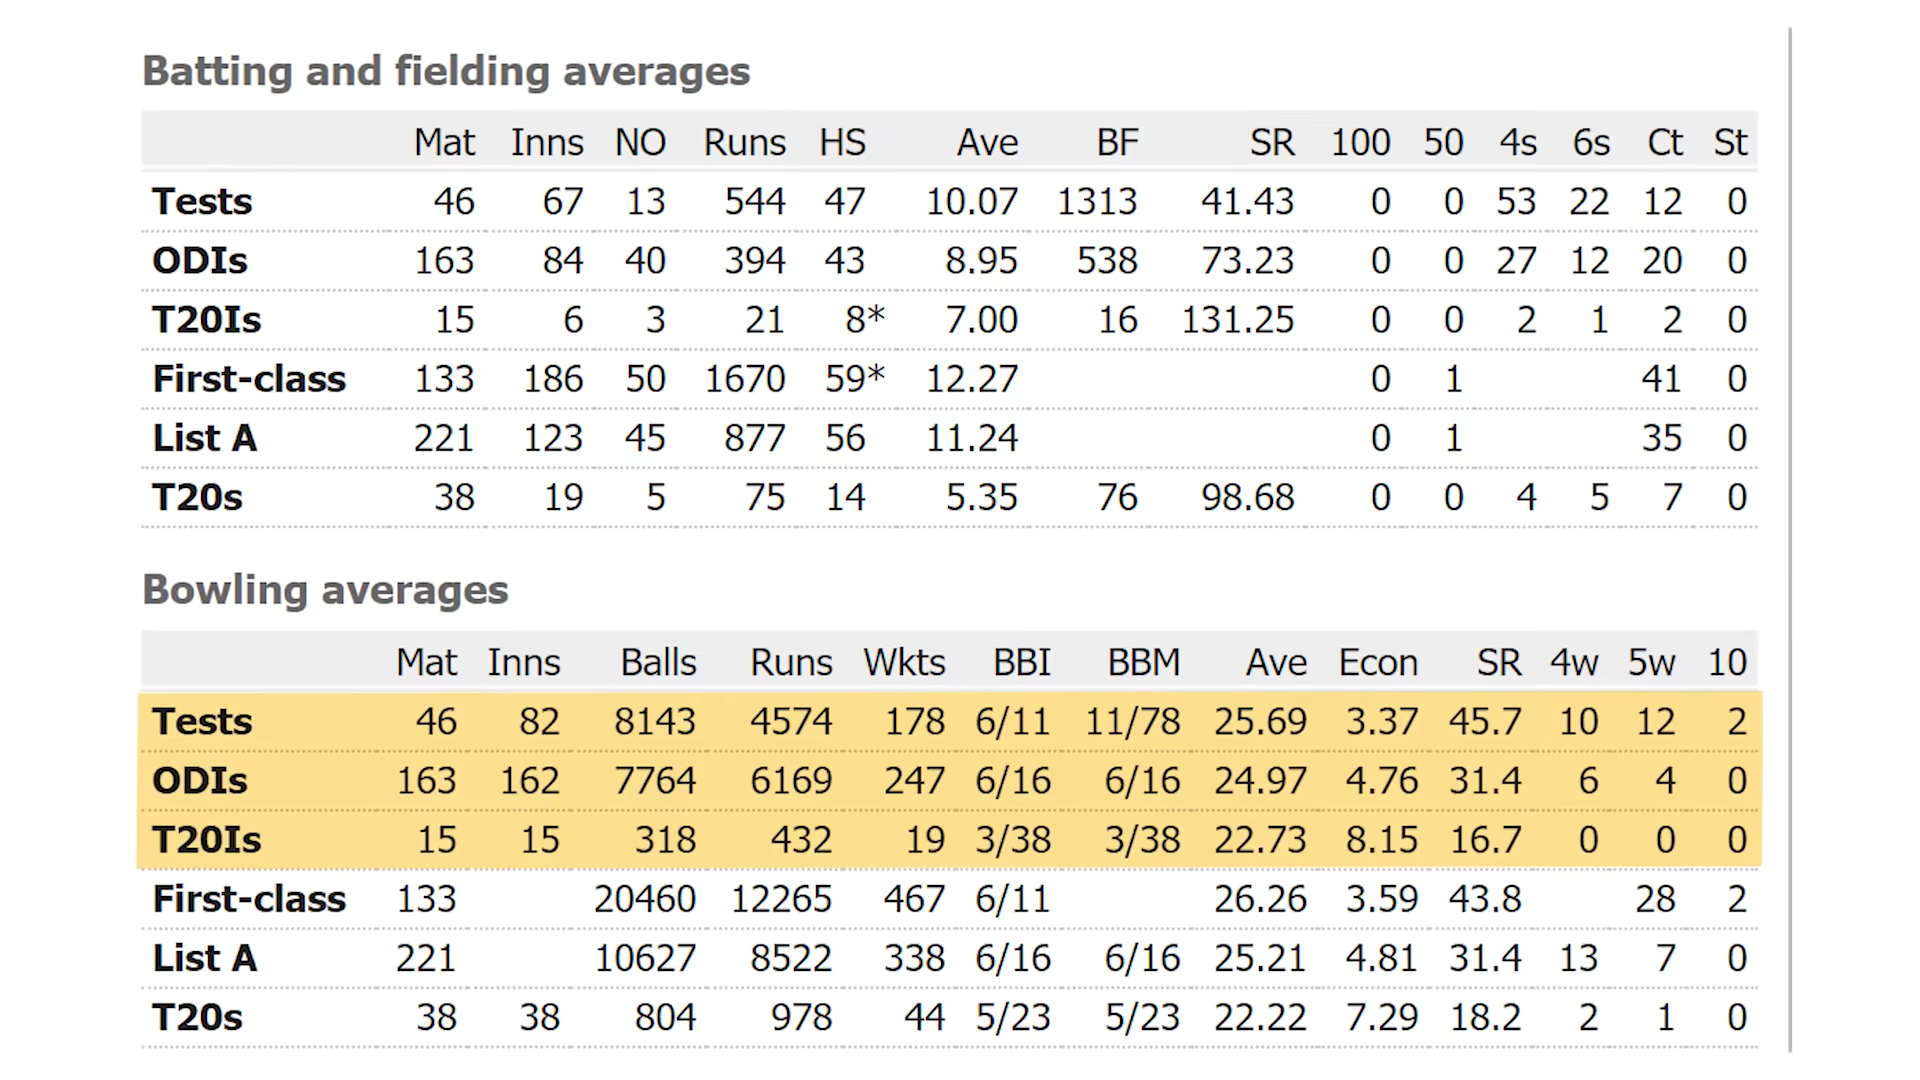 Batting and fielding averages
Mat Inns NO Runs HS Ave BF SR 100 50 4s 6s Ct St
Tests 46 67 13 544 47 10.07 1313 41.43 0 0 53 22 12 0
ODIs 163 84 40 394 43 8.95 538 73.23 0 0 27 12 20 0
T20Is 15 6 3 21 8* 7.00 16 131.25 0 0 2 1 2 0
First-class 133 186 50 1670 59* 12.27 0 1 41 0
List A 221 123 45 877 56 11.24 0 1 35 0
T20s 38 19 5 75 14 5.35 76 98.68 0 0 4 5 7 0
Bowling averages
Mat Inns Balls Runs Wkts BBI BBM Ave Econ SR 4w 5w 10
Tests 46 82 8143 4574 178 6/11 11/78 25.69 3.37 45.7 10 12 2
ODIs 163 162 7764 6169 247 6/16 6/16 24.97 4.76 31.4 6 4 0
T20Is 15 15 318 432 19 3/38 3/38 22.73 8.15 16.7 0 0 0
First-class 133 20460 12265 467 6/11 26.26 3.59 43.8 28 2
List A 221 10627 8522 338 6/16 6/16 25.21 4.81 31.4 13 7 0
T20s 38 38 804 978 44 5/23 5/23 22.22 7.29 18.2 2 1 0